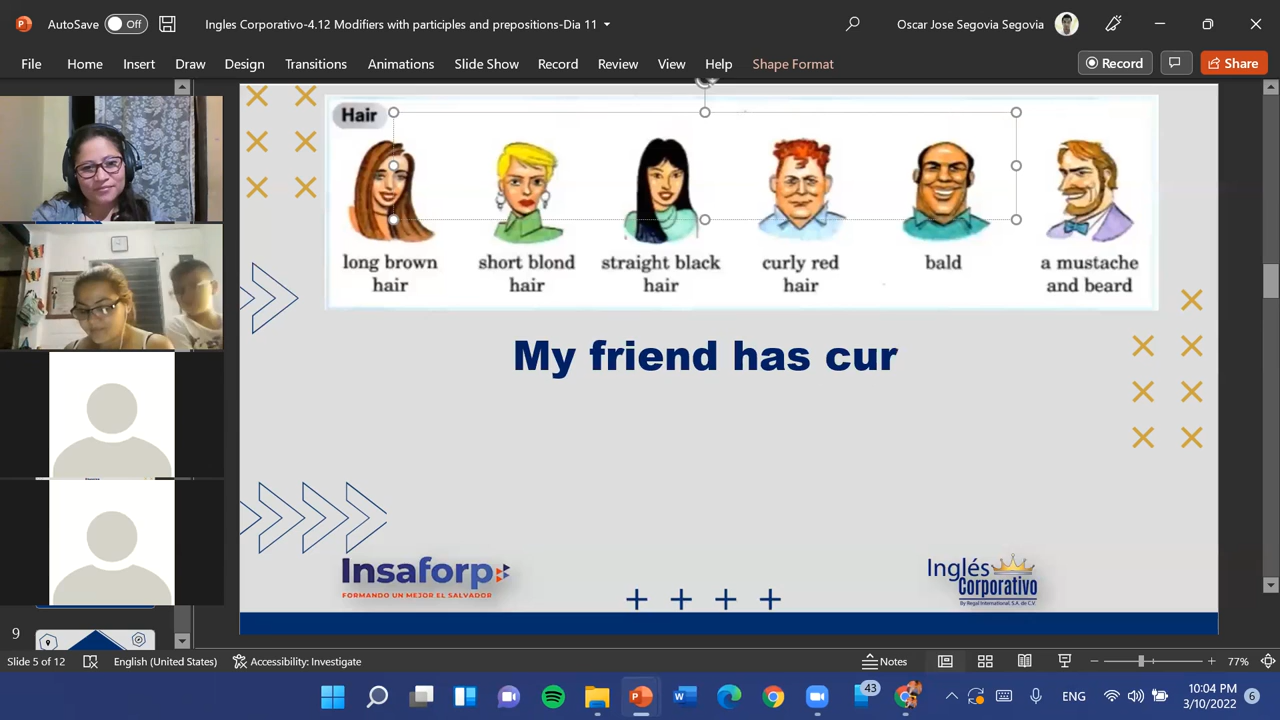 AutoSave Off
Ingles Corporativo-4.12 Modifiers with participles and prepositions-Dia 11
Oscar Jose Segovia Segovia
File Home Insert Draw Design Transitions Animations Slide Show Record Review View Help Shape Format
Record
Share
Hair
long brown hair
short blond hair
straight black hair
curly red hair
bald
a mustache and beard
My friend has cur
Insaforp
FORMANDO UN MEJOR EL SALVADOR
Inglés
Corporativo
By Regal International, S.A. de C.V.
9
Slide 5 of 12
English (United States)
Accessibility: Investigate
Notes
77%
43
ENG
10:04 PM
3/10/2022
6